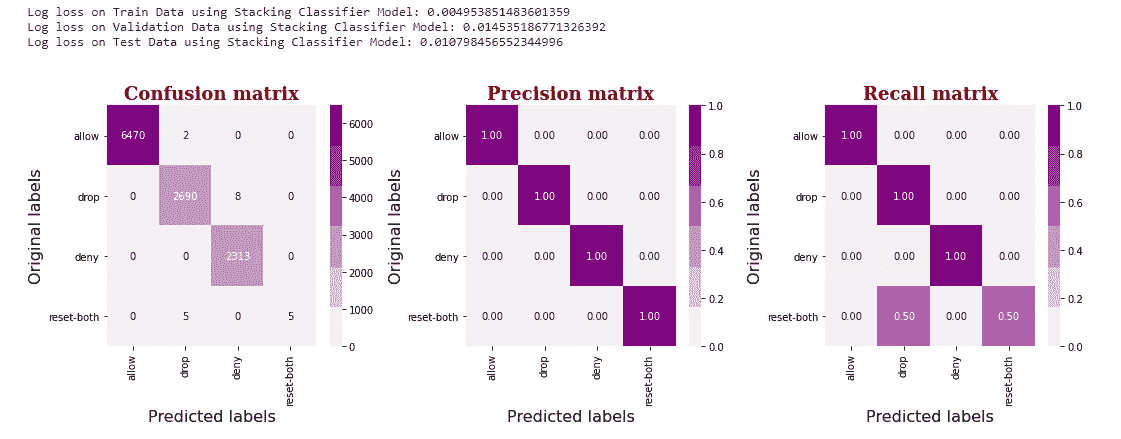 Log loss on Train Data using Stacking Classifier Model: 0.004953851483601359
Log loss on Validation Data using Stacking Classifier Model: 0.014535186771326392
Log loss on Test Data using Stacking Classifier Model: 0.010798456552344996
Confusion matrix
Original labels
allow
drop
deny
reset-both
6470 2 0 0
0 2690 8 0
0 0 2313 0
0 5 0 5
allow
drop
deny
reset-both
Predicted labels
6000
5000
4000
3000
2000
1000
0
Precision matrix
Original labels
1.00 0.00 0.00 0.00
0.00 1.00 0.00 0.00
0.00 0.00 1.00 0.00
0.00 0.00 0.00 1.00
allow
drop
deny
reset-both
allow
drop
deny
reset-both
Predicted labels
1.0
0.8
0.6
0.4
0.2
0.0
Recall matrix
Original labels
allow
drop
deny
reset-both
1.00 0.00 0.00 0.00
0.00 1.00 0.00 0.00
0.00 0.00 1.00 0.00
0.00 0.50 0.00 0.50
allow
drop
deny
reset-both
Predicted labels
1.0
0.8
0.6
0.4
0.2
0.0